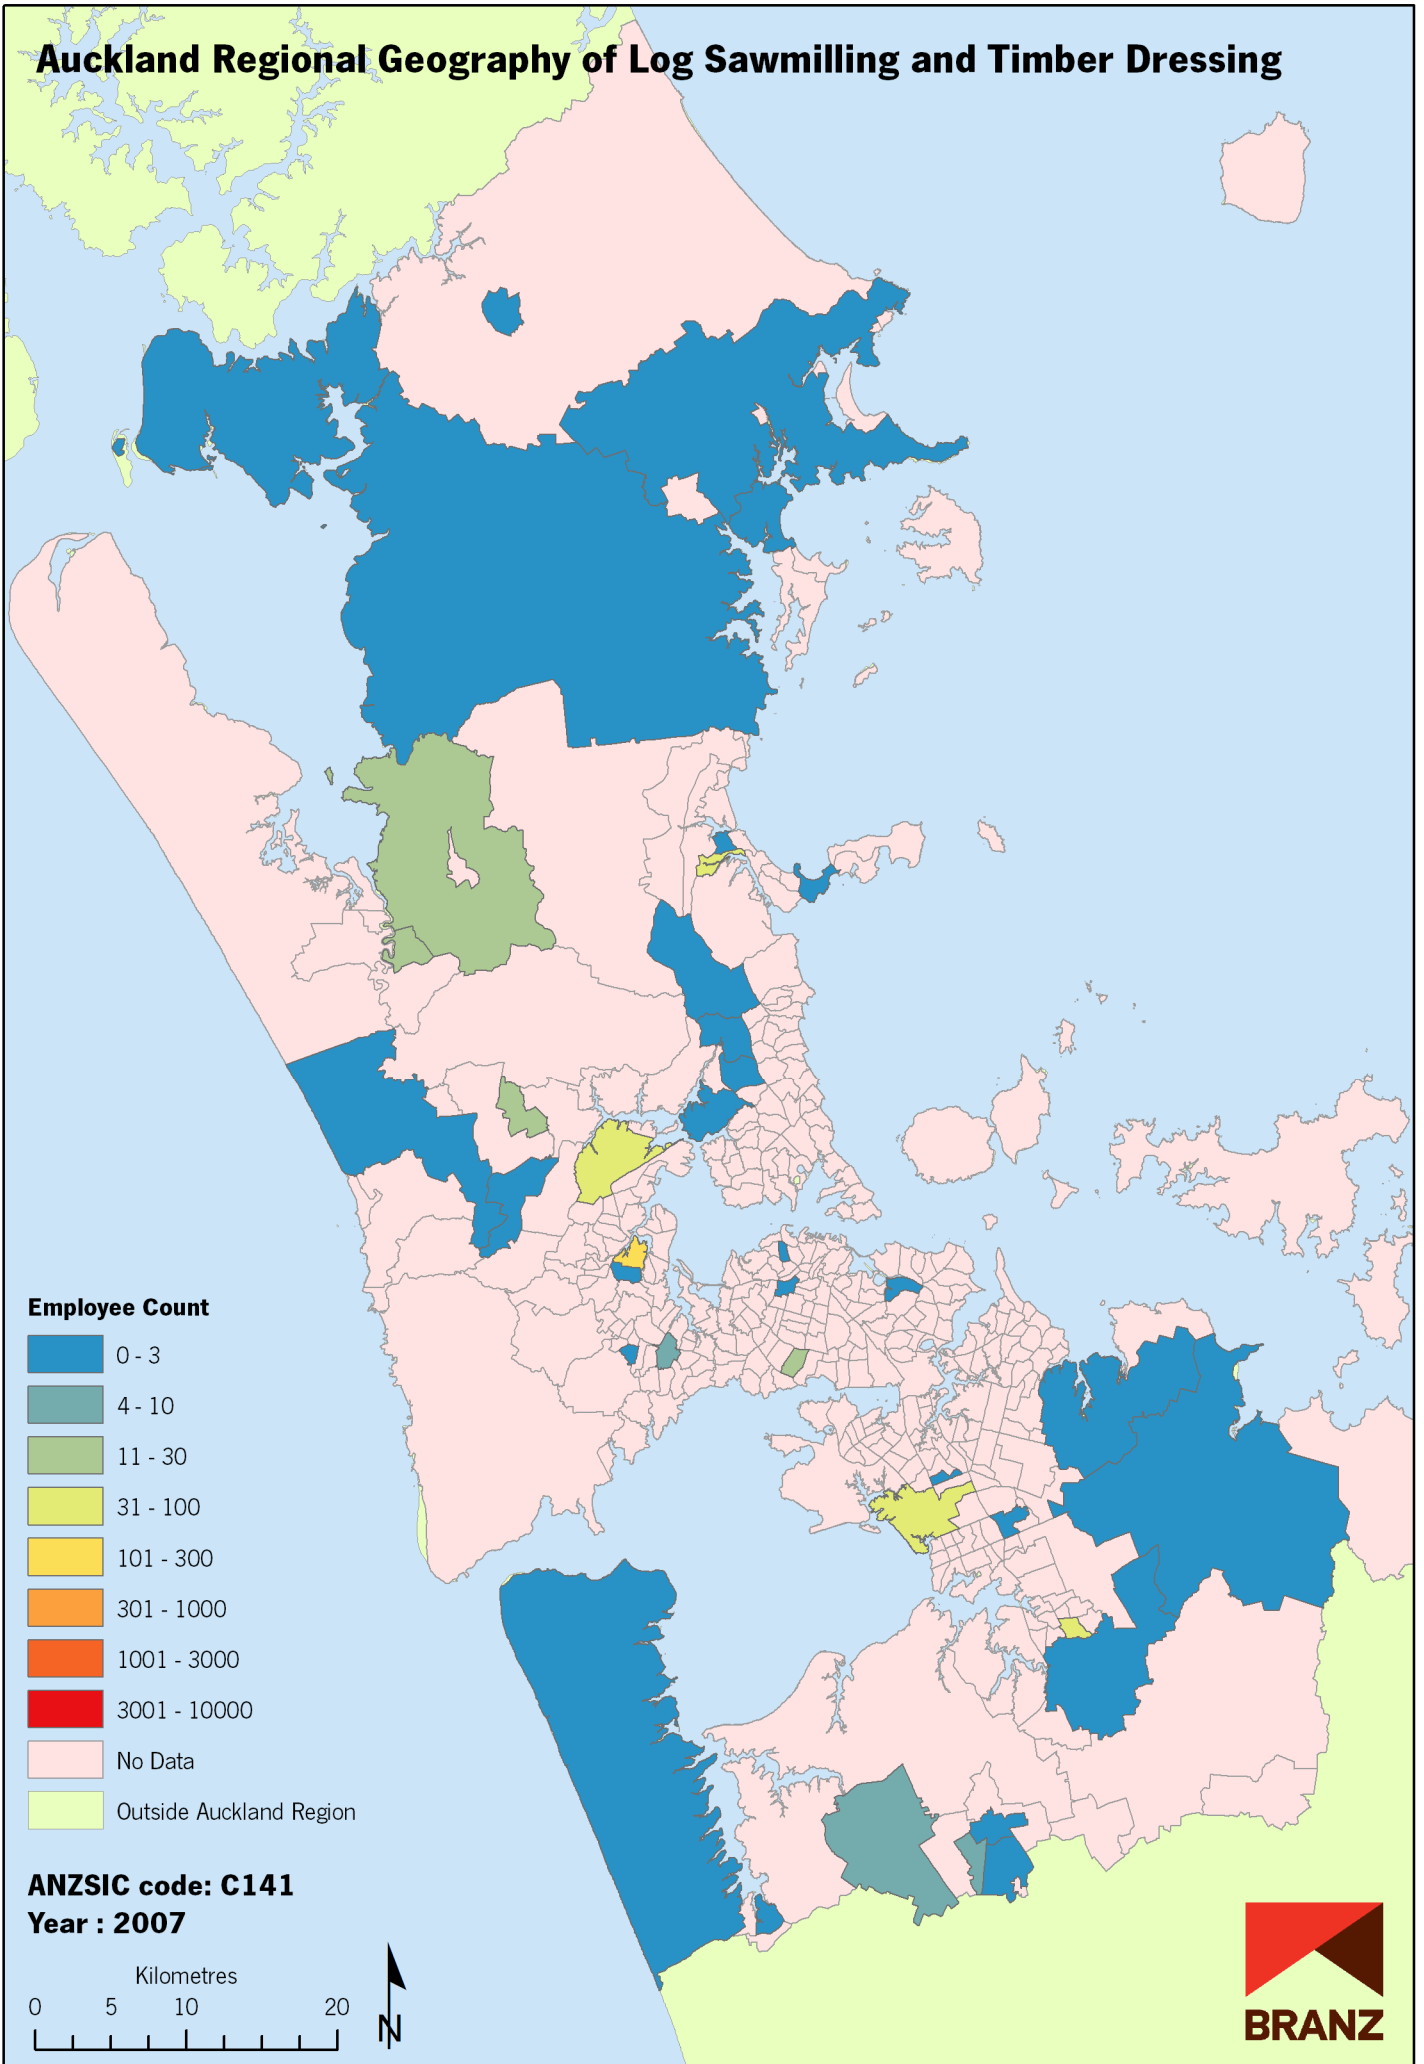 Auckland Regional Geography of Log Sawmilling and Timber Dressing
Employee Count
0 - 3
4 - 10
11 - 30
31 - 100
101 - 300
301 - 1000
1001 - 3000
3001 - 10000
No Data
Outside Auckland Region
ANZSIC code: C141
Year : 2007
Kilometres
0 5 10 20
N
BRANZ